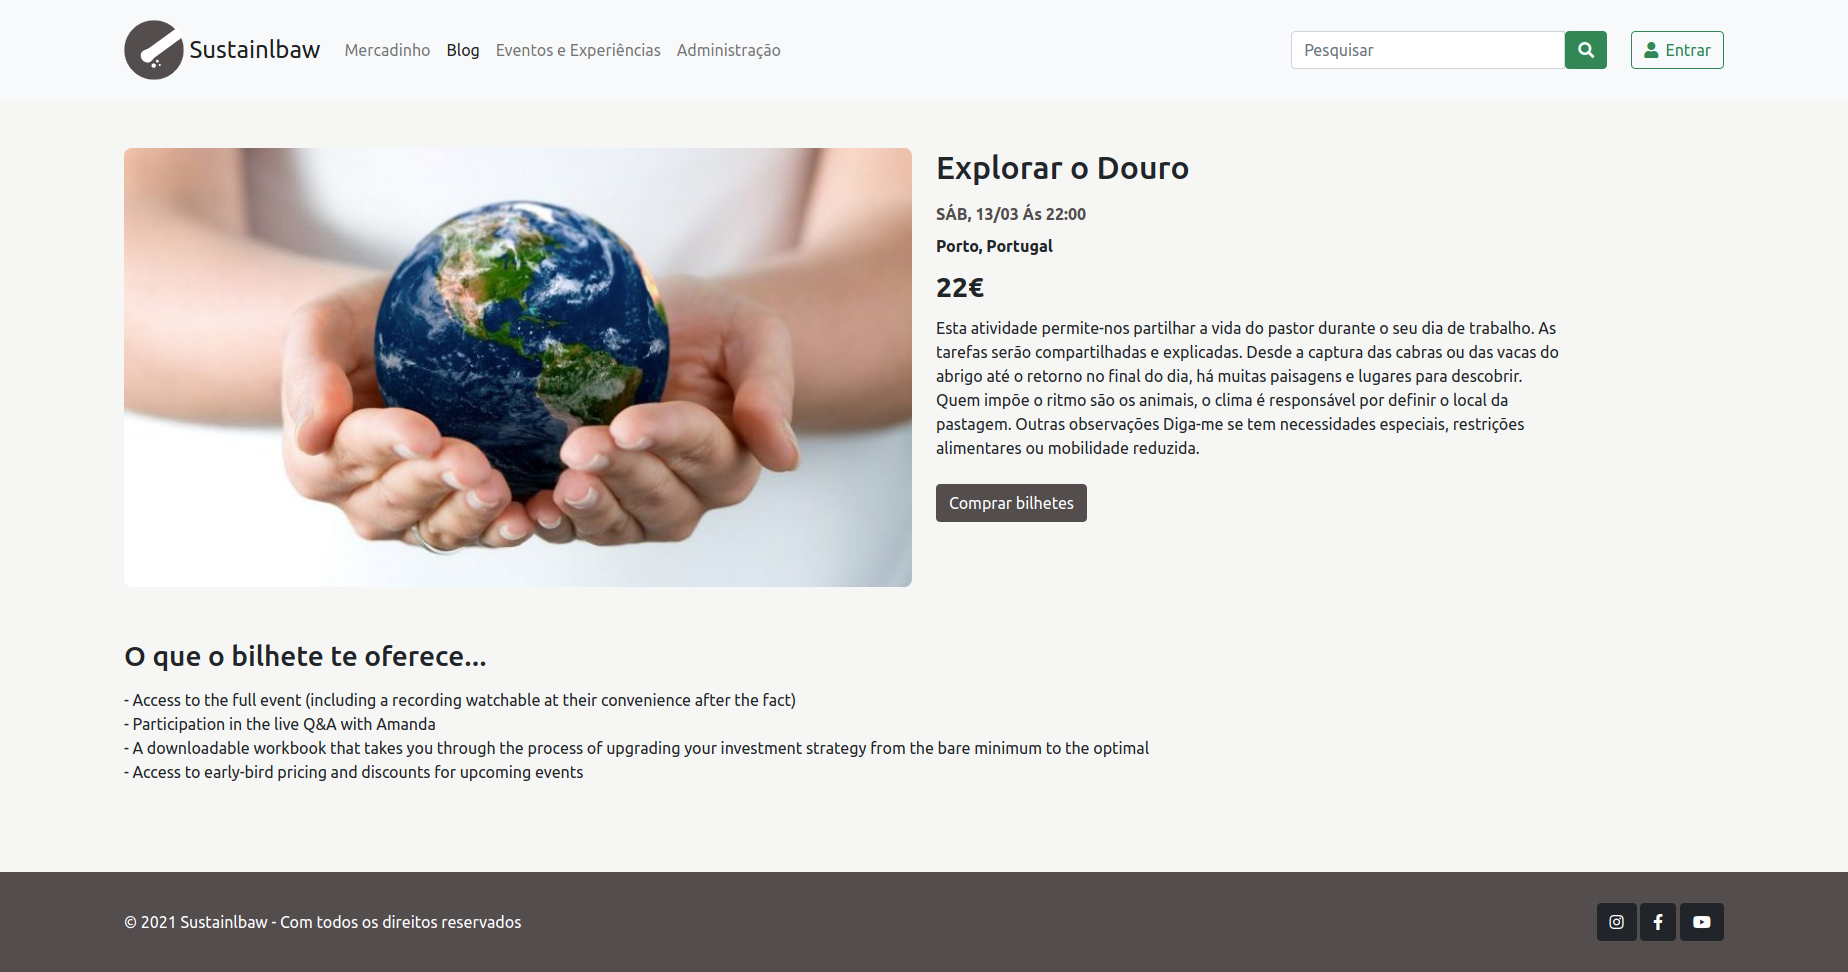 Sustainlbaw
Mercadinho
Blog
Eventos e Experiências
Administração
Pesquisar
Entrar
Explorar o Douro
SÁB, 13/03 Ás 22:00
Porto, Portugal
22€
Esta atividade permite-nos partilhar a vida do pastor durante o seu dia de trabalho. As
tarefas serão compartilhadas e explicadas. Desde a captura das cabras ou das vacas do
abrigo até o retorno no final do dia, há muitas paisagens e lugares para descobrir.
Quem impõe o ritmo são os animais, o clima é responsável por definir o local da
pastagem. Outras observações Diga-me se tem necessidades especiais, restrições
alimentares ou mobilidade reduzida.
Comprar bilhetes
O que o bilhete te oferece...
- Access to the full event (including a recording watchable at their convenience after the fact)
- Participation in the live Q&A with Amanda
- A downloadable workbook that takes you through the process of upgrading your investment strategy from the bare minimum to the optimal
- Access to early-bird pricing and discounts for upcoming events
© 2021 Sustainlbaw - Com todos os direitos reservados